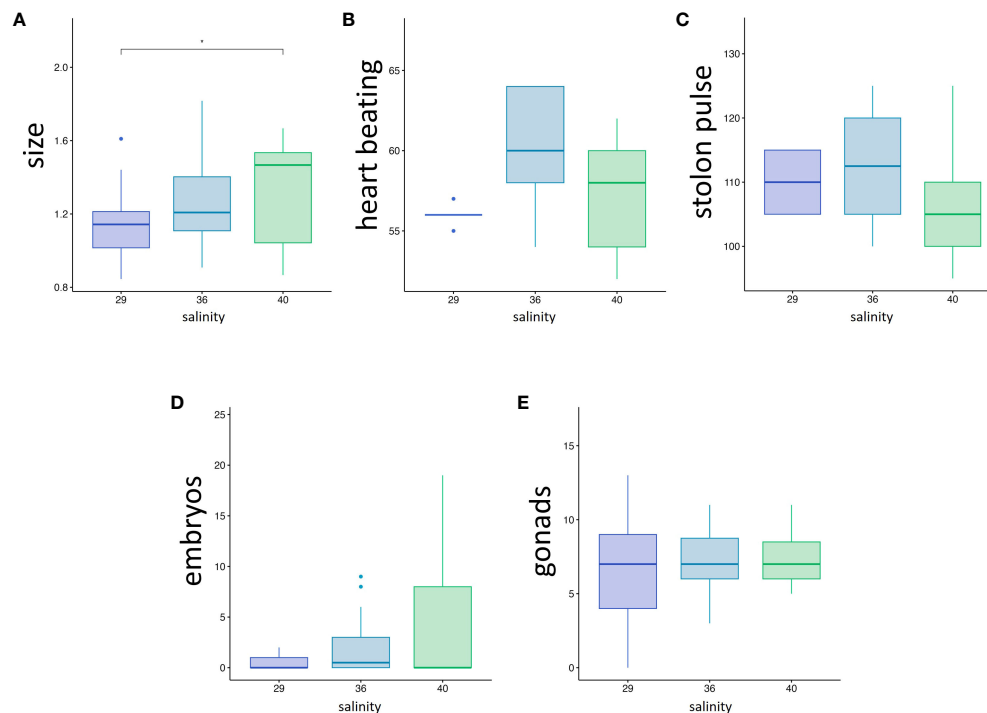 A
size
2.0
1.6
1.2
0.8
*
29 36 40
salinity
B
heart beating
65
60
55
29 36 40
salinity
C
stolon pulse
130
120
110
100
29 36 40
salinity
D
embryos
25
20
15
10
5
0
29 36 40
salinity
E
gonads
15
10
5
0
29 36 40
salinity